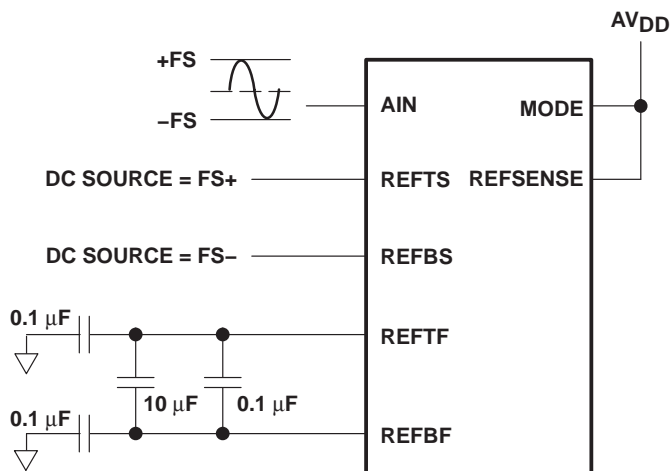 AVDD
+FS
–FS
AIN
MODE
DC SOURCE = FS+
REFTS
REFSENSE
DC SOURCE = FS–
REFBS
0.1 μF
REFTF
10 μF
0.1 μF
0.1 μF
REFBF